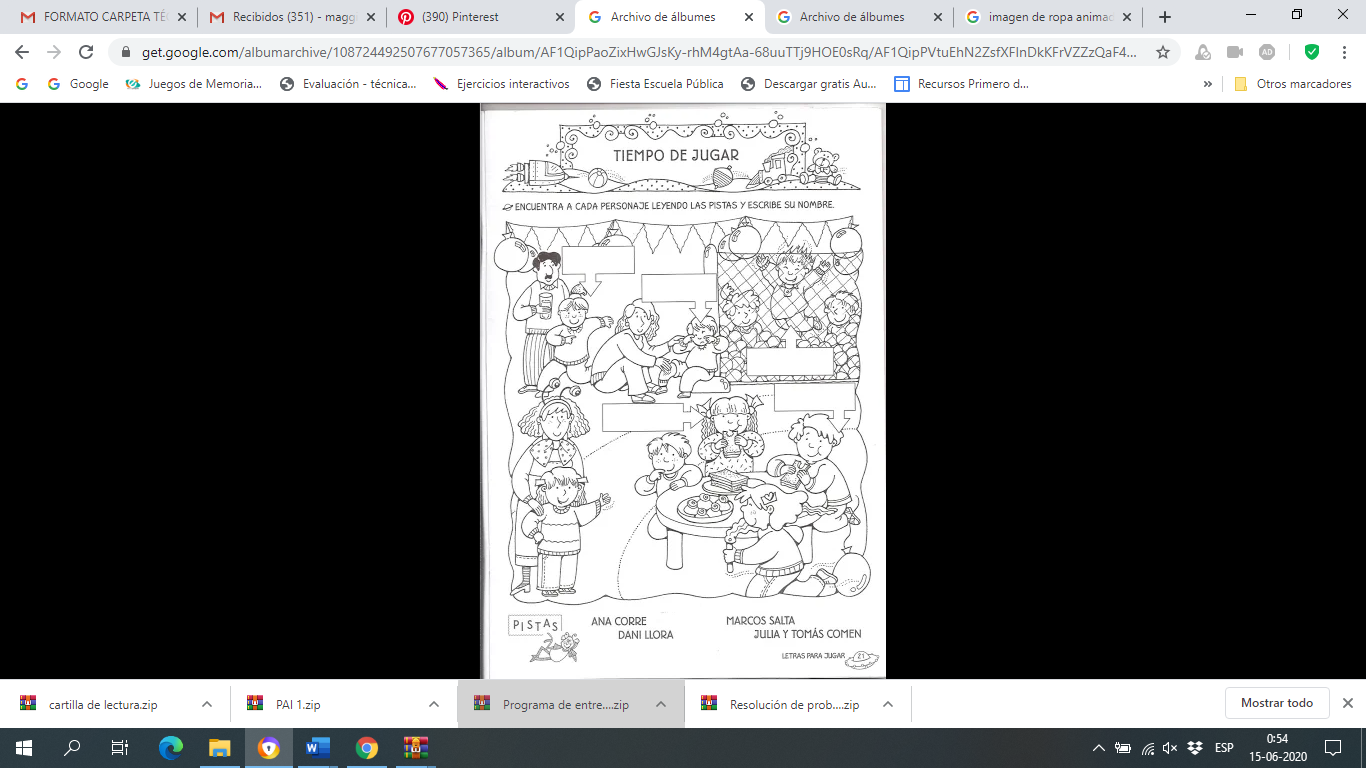 FORMATO CARPETA TÉC
Recibidos (351) - magg
(390) Pinterest
Archivo de álbumes
Archivo de álbumes
imagen de ropa animad
get.google.com/albumarchive/108724492507677057365/album/AF1QipPaoZixHwGJsKy-rhM4gtAa-68uuTTj9HOE0sRq/AF1QipPVtuEhN2ZsfXFlnDkKFrVZZzQaF4...
Google
Juegos de Memoria...
Evaluación - técnica...
Ejercicios interactivos
Fiesta Escuela Pública
Descargar gratis Au...
Recursos Primero d...
»
Otros marcadores
TIEMPO DE JUGAR
ENCUENTRA A CADA PERSONAJE LEYENDO LAS PISTAS Y ESCRIBE SU NOMBRE.
PISTAS
ANA CORRE
DANI LLORA
MARCOS SALTA
JULIA Y TOMÁS COMEN
LETRAS PARA JUGAR
21
cartilla de lectura.zip
PAI 1.zip
Programa de entre....zip
Resolución de prob....zip
Mostrar todo
ESP
0:54
15-06-2020